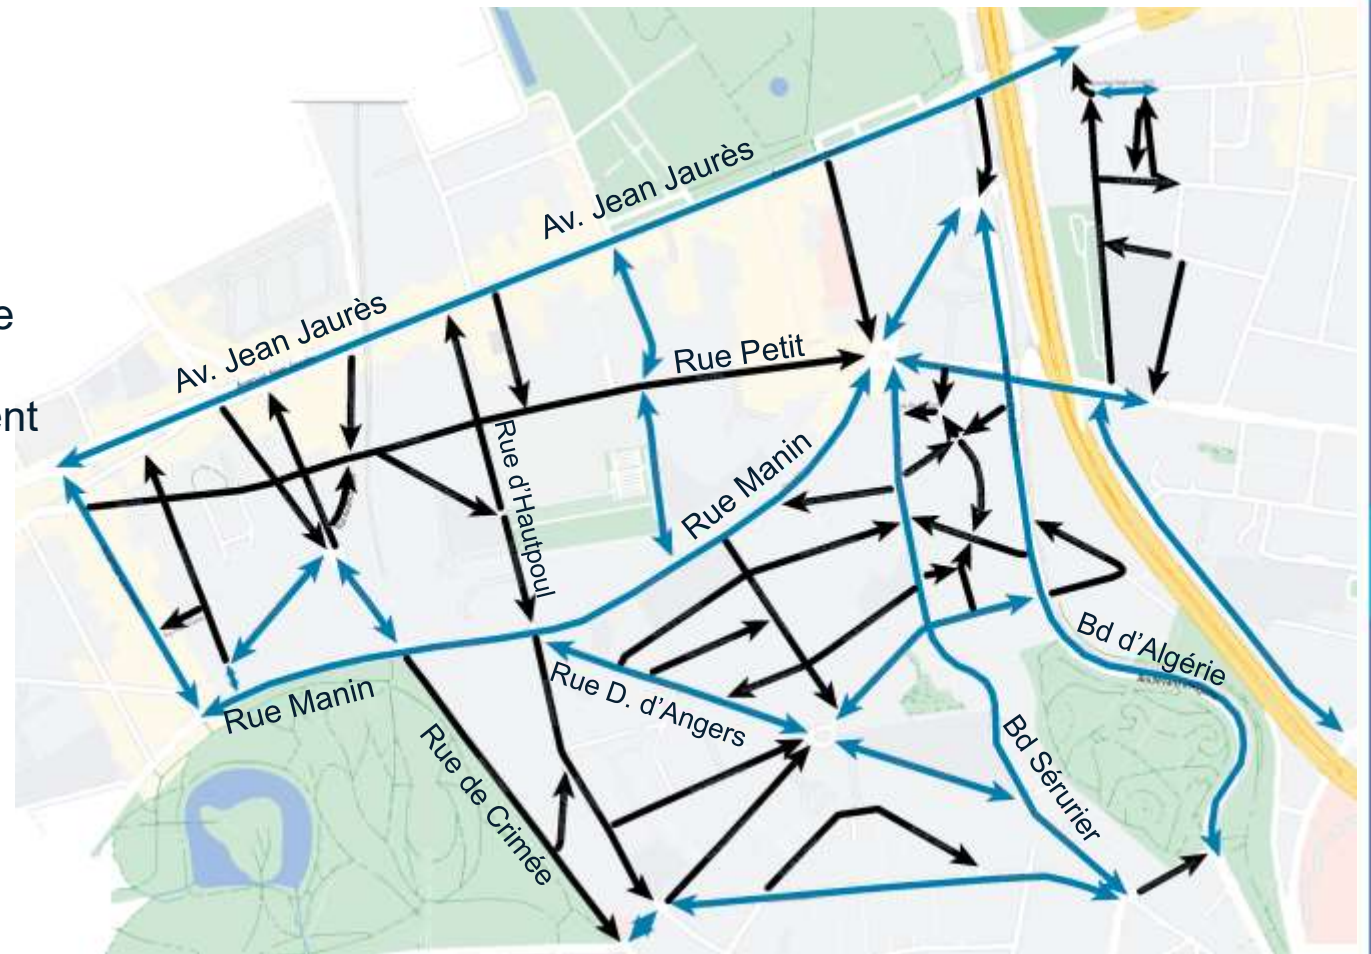 Av. Jean Jaurès
Av. Jean Jaurès
e
Rue Petit
ent
Rue d'Hautpoul
Rue Manin
Bd d'Algérie
Rue D. d'Angers
Rue Manin
Bd Sérurier
Rue de Crimée